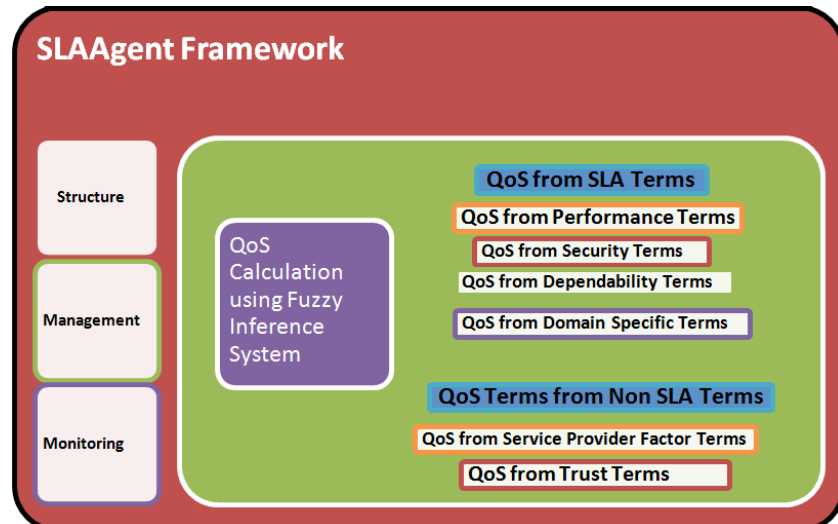 SLAAgent Framework
Structure
Management
Monitoring
QoS
Calculation
using Fuzzy
Inference
System
QoS from SLA Terms
QoS from Performance Terms
QoS from Security Terms
QoS from Dependability Terms
QoS from Domain Specific Terms
QoS Terms from Non SLA Terms
QoS from Service Provider Factor Terms
QoS from Trust Terms